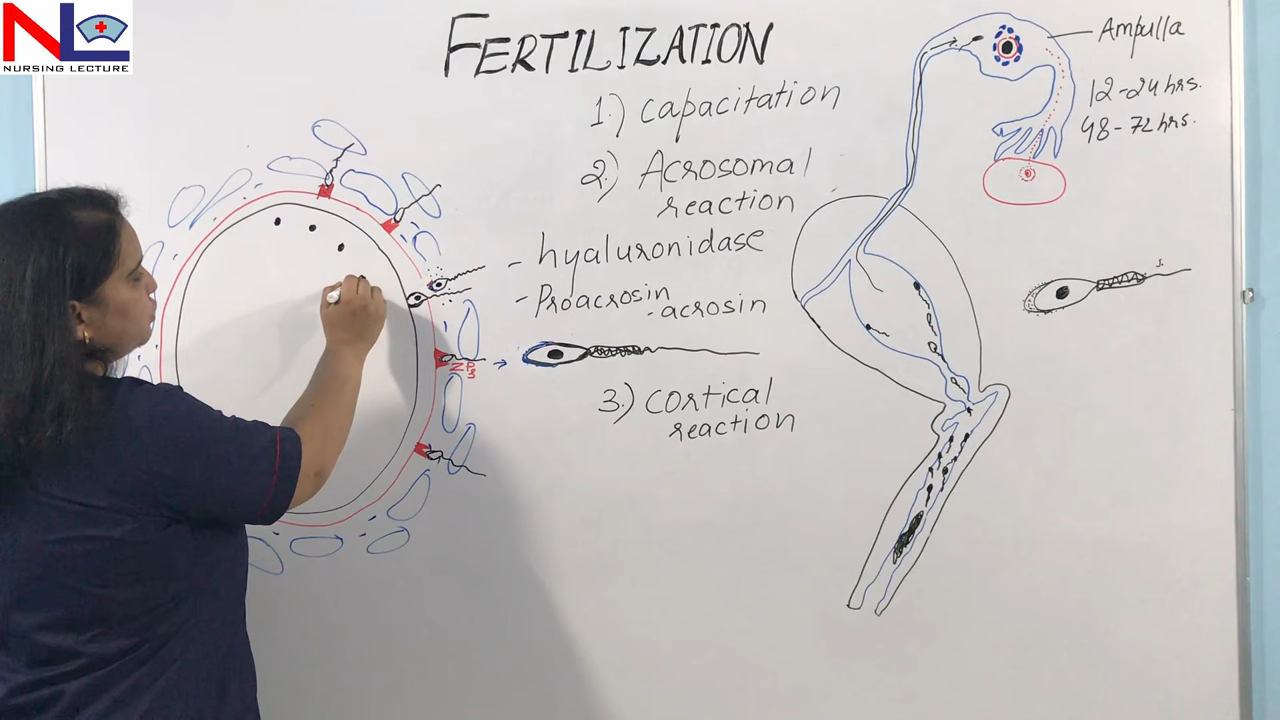 NL
NURSING LECTURE
FERTILIZATION
1.) Capacitation
2.) Acrosomal
reaction
- hyaluronidase
- Proacrosin
- acrosin
3.) Cortical
reaction
ZP3
Ampulla
12-24 hrs.
48-72 hrs.